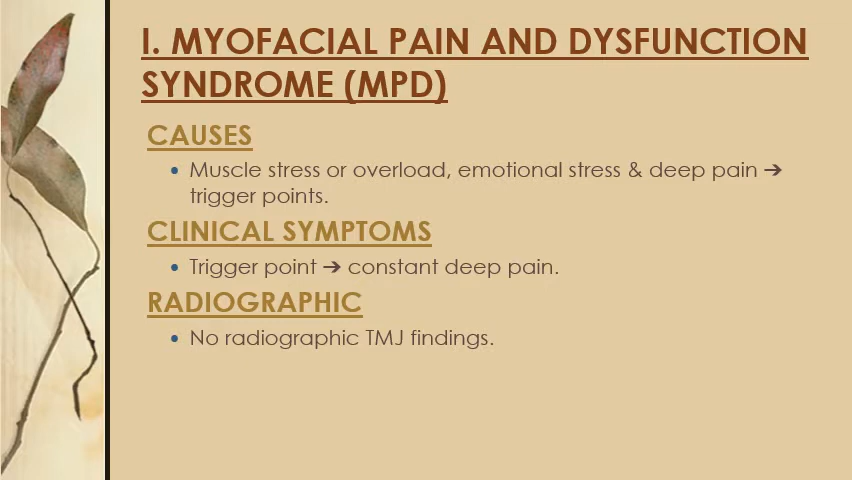 I. MYOFACIAL PAIN AND DYSFUNCTION
SYNDROME (MPD)
CAUSES
• Muscle stress or overload, emotional stress & deep pain ➔
trigger points.
CLINICAL SYMPTOMS
• Trigger point ➔ constant deep pain.
RADIOGRAPHIC
• No radiographic TMJ findings.